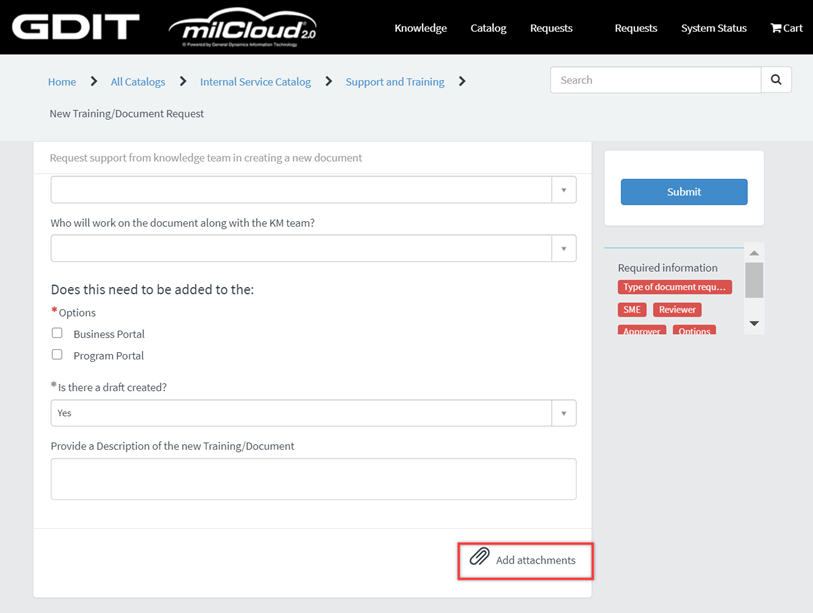 GDIT
milCloud 2.0
® Powered by General Dynamics Information Technology
Knowledge Catalog Requests Requests System Status Cart
Home > All Catalogs > Internal Service Catalog > Support and Training >
Search
New Training/Document Request
Request support from knowledge team in creating a new document
Submit
Who will work on the document along with the KM team?
Required information
Type of document requ...
SME Reviewer
Approver Options
Does this need to be added to the:
*Options
Business Portal
Program Portal
*Is there a draft created?
Yes
Provide a Description of the new Training/Document
Add attachments